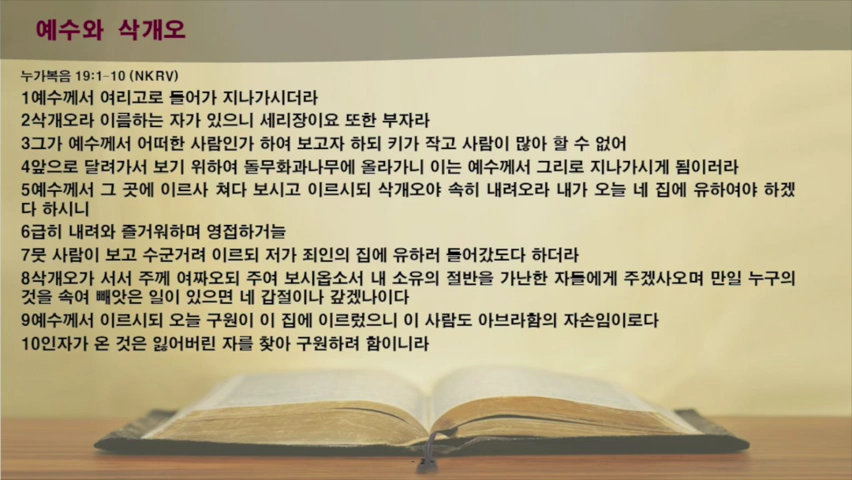 예수와 삭개오
누가복음 19:1-10 (NKRV)
1예수께서 여리고로 들어가 지나가시더라
2삭개오라 이름하는 자가 있으니 세리장이요 또한 부자라
3그가 예수께서 어떠한 사람인가 하여 보고자 하되 키가 작고 사람이 많아 할 수 없어
4앞으로 달려가서 보기 위하여 돌무화과나무에 올라가니 이는 예수께서 그리로 지나가시게 됨이러라
5예수께서 그 곳에 이르사 쳐다 보시고 이르시되 삭개오야 속히 내려오라 내가 오늘 네 집에 유하여야 하겠
다 하시니
6급히 내려와 즐거워하며 영접하거늘
7뭇 사람이 보고 수군거려 이르되 저가 죄인의 집에 유하러 들어갔도다 하더라
8삭개오가 서서 주께 여짜오되 주여 보시옵소서 내 소유의 절반을 가난한 자들에게 주겠사오며 만일 누구의
것을 속여 빼앗은 일이 있으면 네 갑절이나 갚겠나이다
9예수께서 이르시되 오늘 구원이 이 집에 이르렀으니 이 사람도 아브라함의 자손임이로다
10인자가 온 것은 잃어버린 자를 찾아 구원하려 함이니라